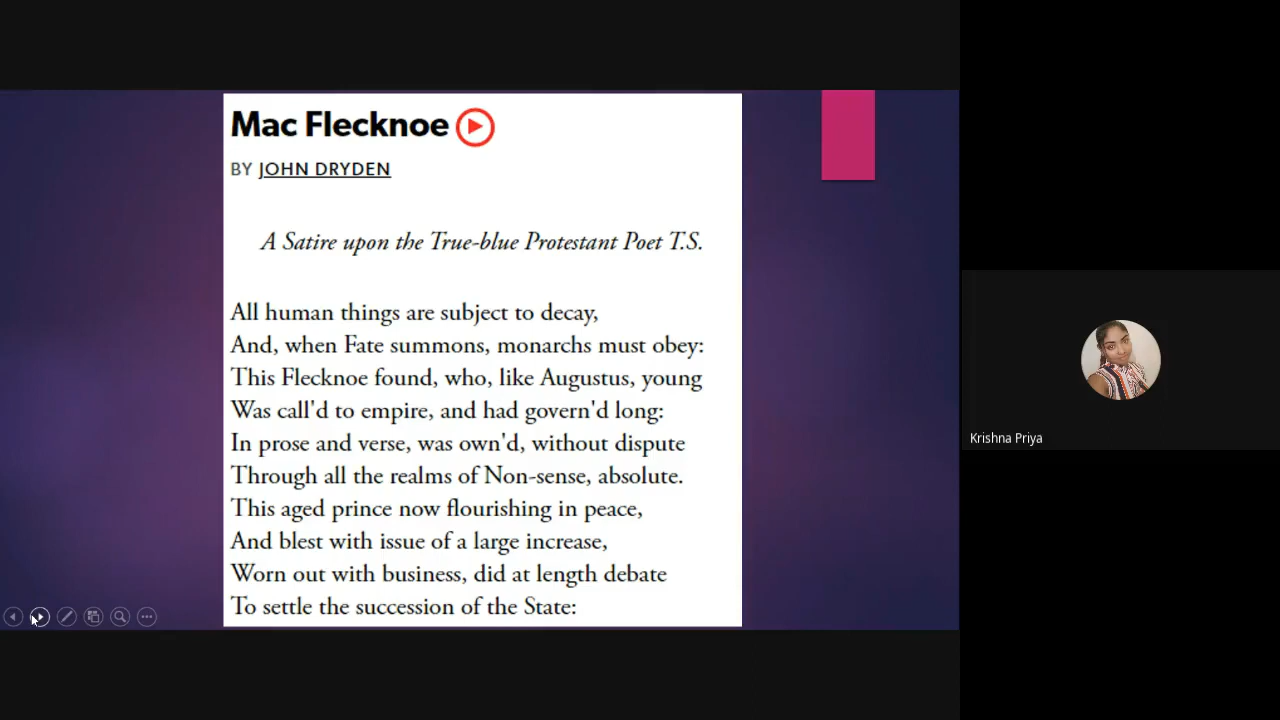 Mac Flecknoe
BY JOHN DRYDEN
A Satire upon the True-blue Protestant Poet T.S.
All human things are subject to decay,
And, when Fate summons, monarchs must obey:
This Flecknoe found, who, like Augustus, young
Was call'd to empire, and had govern'd long:
In prose and verse, was own'd, without dispute
Through all the realms of Non-sense, absolute.
This aged prince now flourishing in peace,
And blest with issue of a large increase,
Worn out with business, did at length debate
To settle the succession of the State:
Krishna Priya